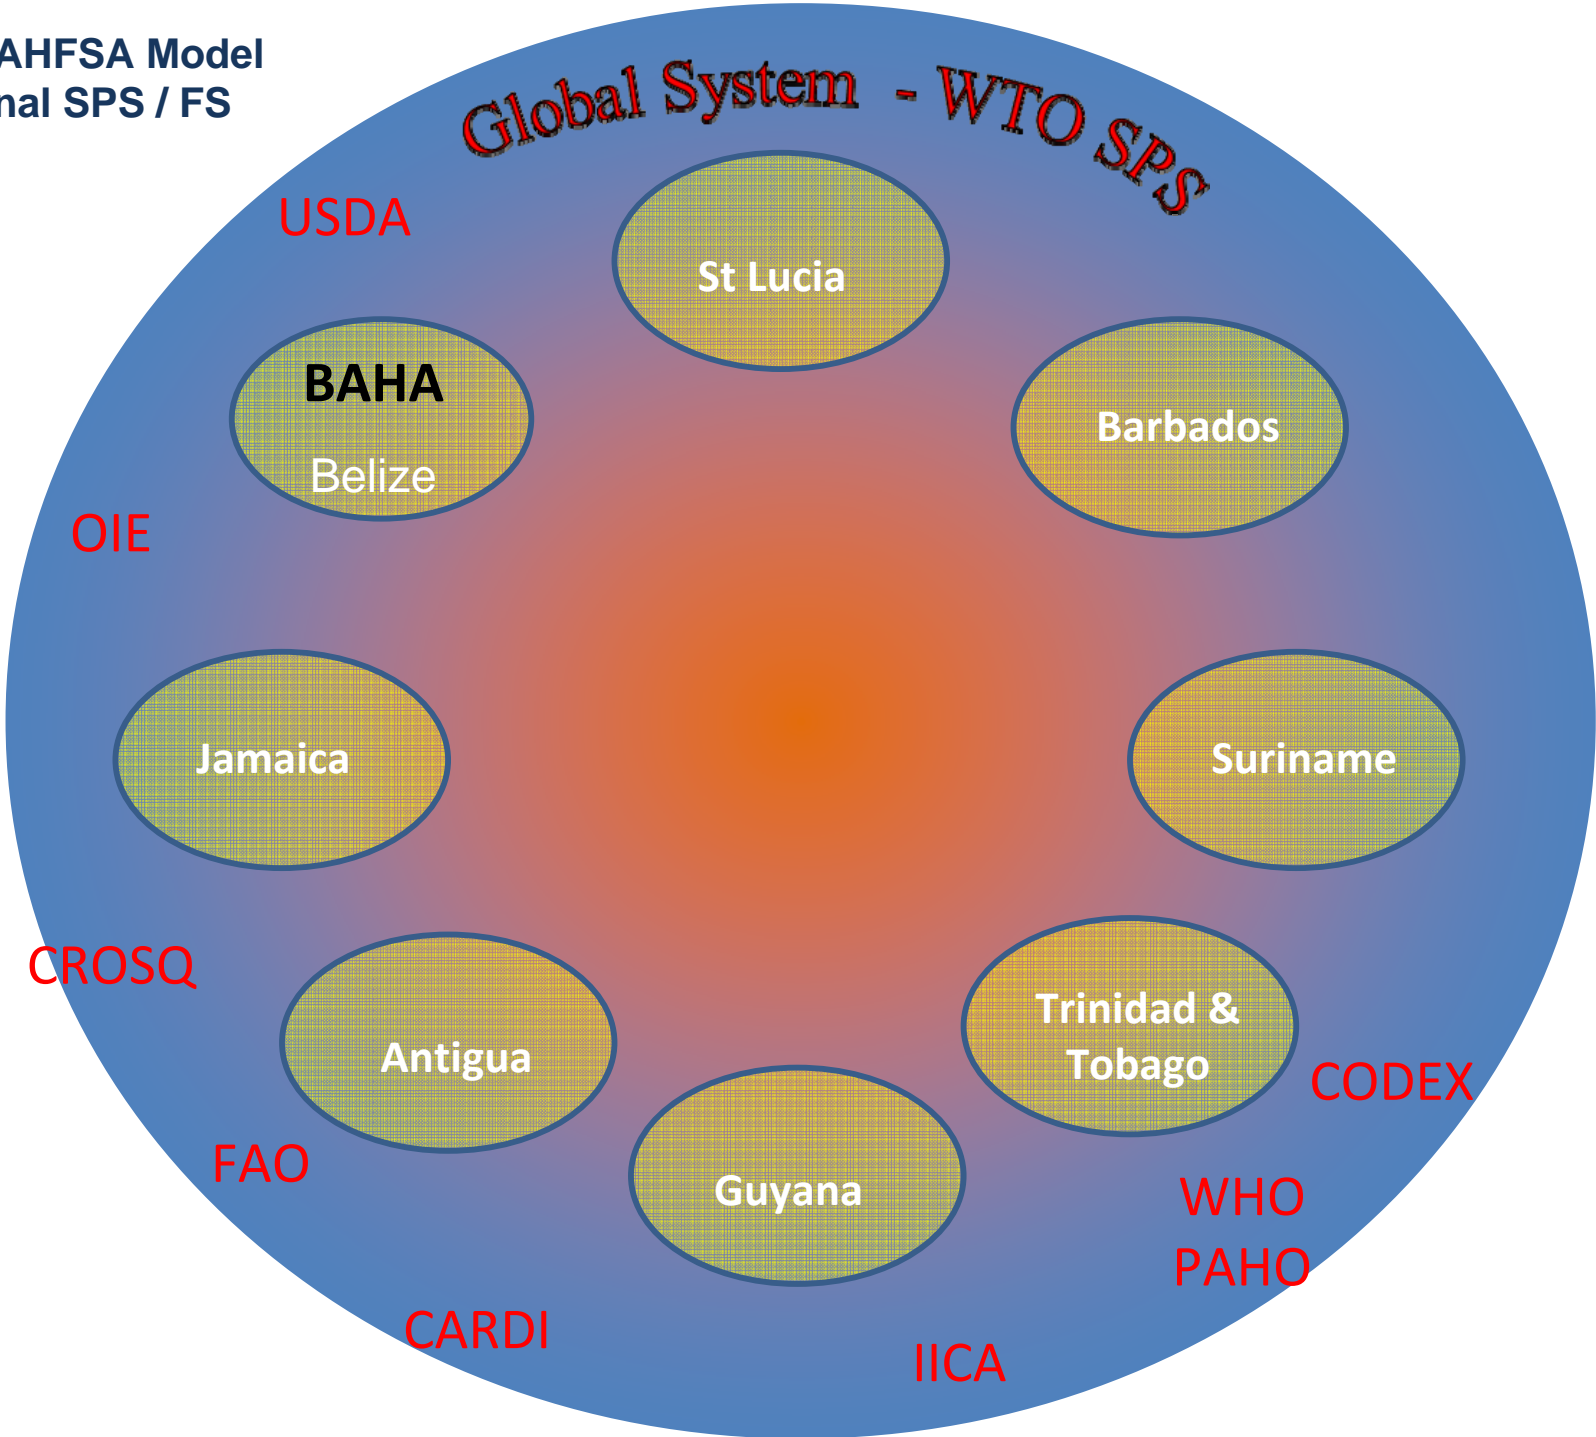 AHFSA Model
nal SPS / FS
Global System - WTO SPS
USDA
St Lucia
BAHA
Belize
Barbados
OIE
Jamaica
Suriname
CROSQ
Antigua
Trinidad &
Tobago
CODEX
FAO
Guyana
WHO
PAHO
CARDI
IICA